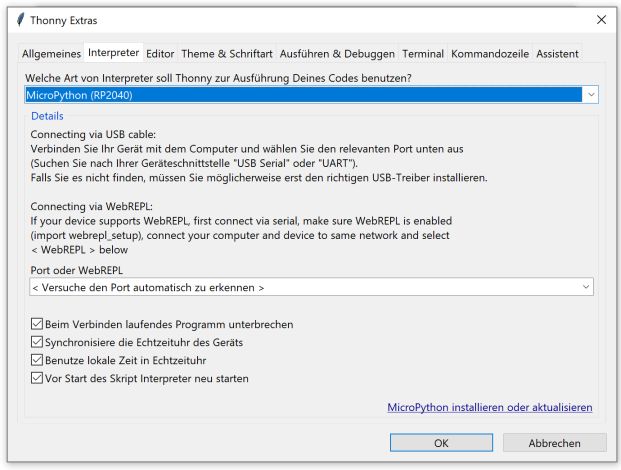 Thonny Extras
Allgemeines Interpreter Editor Theme & Schriftart Ausführen & Debuggen Terminal Kommandozeile Assistent
Welche Art von Interpreter soll Thonny zur Ausführung Deines Codes benutzen?
MicroPython (RP2040)
Details
Connecting via USB cable:
Verbinden Sie Ihr Gerät mit dem Computer und wählen Sie den relevanten Port unten aus
(Suchen Sie nach Ihrer Geräteschnittstelle "USB Serial" oder "UART").
Falls Sie es nicht finden, müssen Sie möglicherweise erst den richtigen USB-Treiber installieren.
Connecting via WebREPL:
If your device supports WebREPL, first connect via serial, make sure WebREPL is enabled
(import webrepl_setup), connect your computer and device to same network and select
< WebREPL > below
Port oder WebREPL
< Versuche den Port automatisch zu erkennen >
Beim Verbinden laufendes Programm unterbrechen
Synchronisiere die Echtzeituhr des Geräts
Benutze lokale Zeit in Echtzeituhr
Vor Start des Skript Interpreter neu starten
MicroPython installieren oder aktualisieren
OK Abbrechen